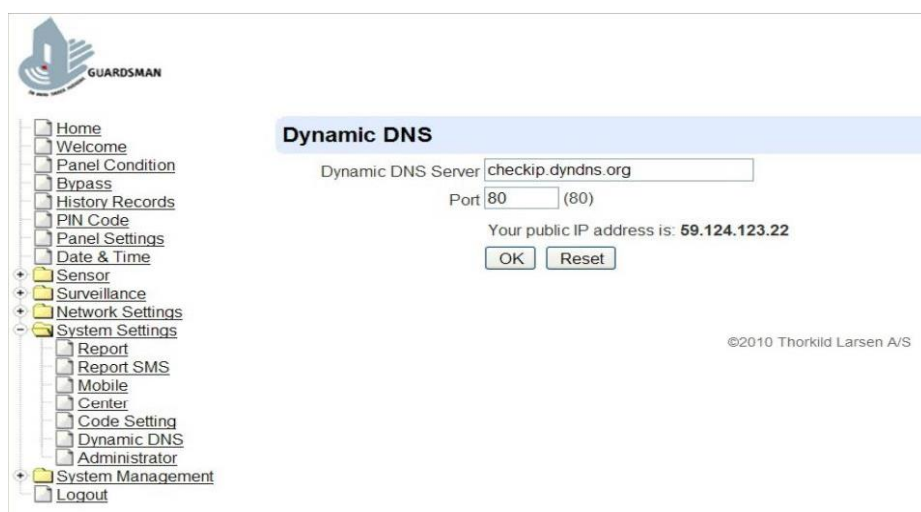 GUARDSMAN
Home
Welcome
Panel Condition
Bypass
History Records
PIN Code
Panel Settings
Date & Time
Sensor
Surveillance
Network Settings
System Settings
Report
Report SMS
Mobile
Center
Code Setting
Dynamic DNS
Administrator
System Management
Logout
Dynamic DNS
Dynamic DNS Server checkip.dyndns.org
Port 80 (80)
Your public IP address is: 59.124.123.22
OK Reset
©2010 Thorkild Larsen A/S